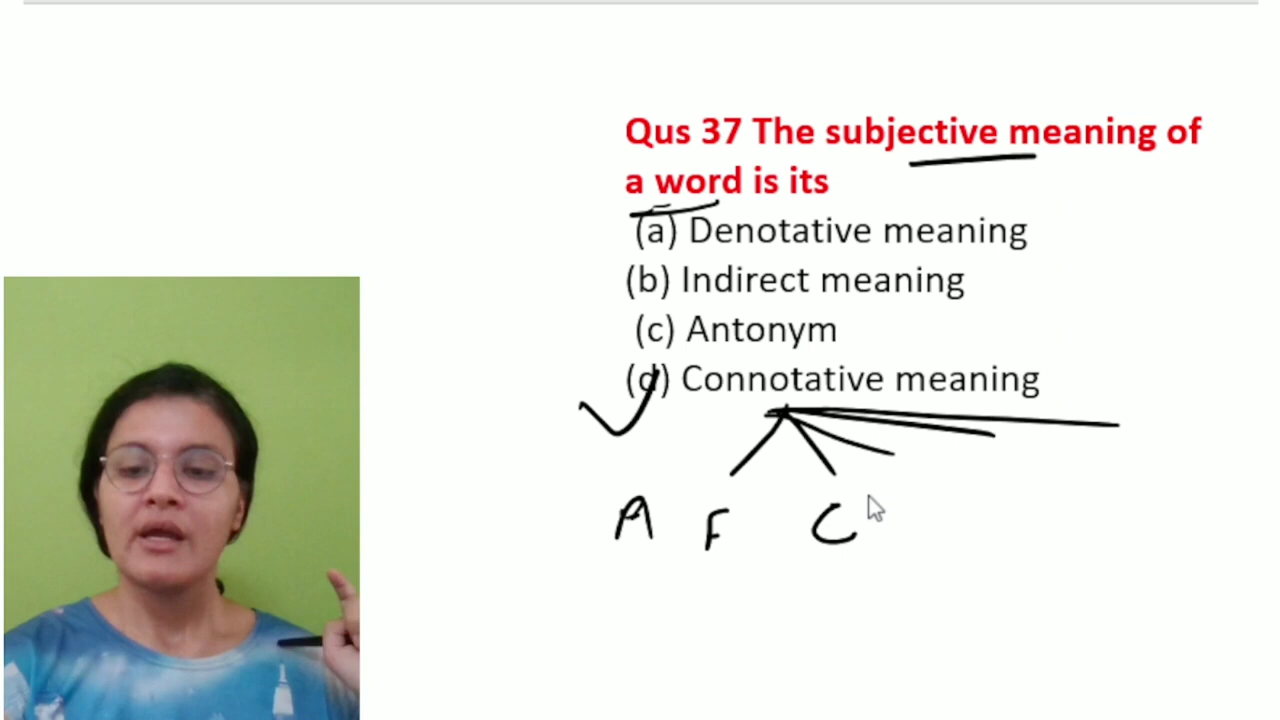 Qus 37 The subjective meaning of
a word is its
(a) Denotative meaning
(b) Indirect meaning
(c) Antonym
(d) Connotative meaning
A F C